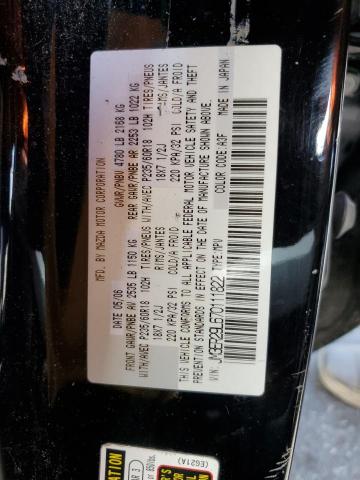 MFD. BY: MAZDA MOTOR CORPORATION
DATE 05/06 GVWR/PNBV 4780 LB 2168 KG
FRONT GAWR/PNBE AV 2535 LB 1150 KG REAR GAWR/PNBE AR 2253 LB 1022 KG
WITH/AVEC P235/60R18 102H TIRES/PNEUS WITH/AVEC P235/60R18 102H TIRES/PNEUS
18X7 1/2J RIMS/JANTES 18X7 1/2J RIMS/JANTES
220 KPA/32 PSI COLD/A FROID 220 KPA/32 PSI COLD/A FROID
THIS VEHICLE CONFORMS TO ALL APPLICABLE FEDERAL MOTOR VEHICLE SAFETY AND THEFT
PREVENTION STANDARDS IN EFFECT ON THE DATE OF MANUFACTURE SHOWN ABOVE.
COLOR CODE:A3F MADE IN JAPAN
TYPE:MPV
(EG21A)
AR 3
or 850lbs.